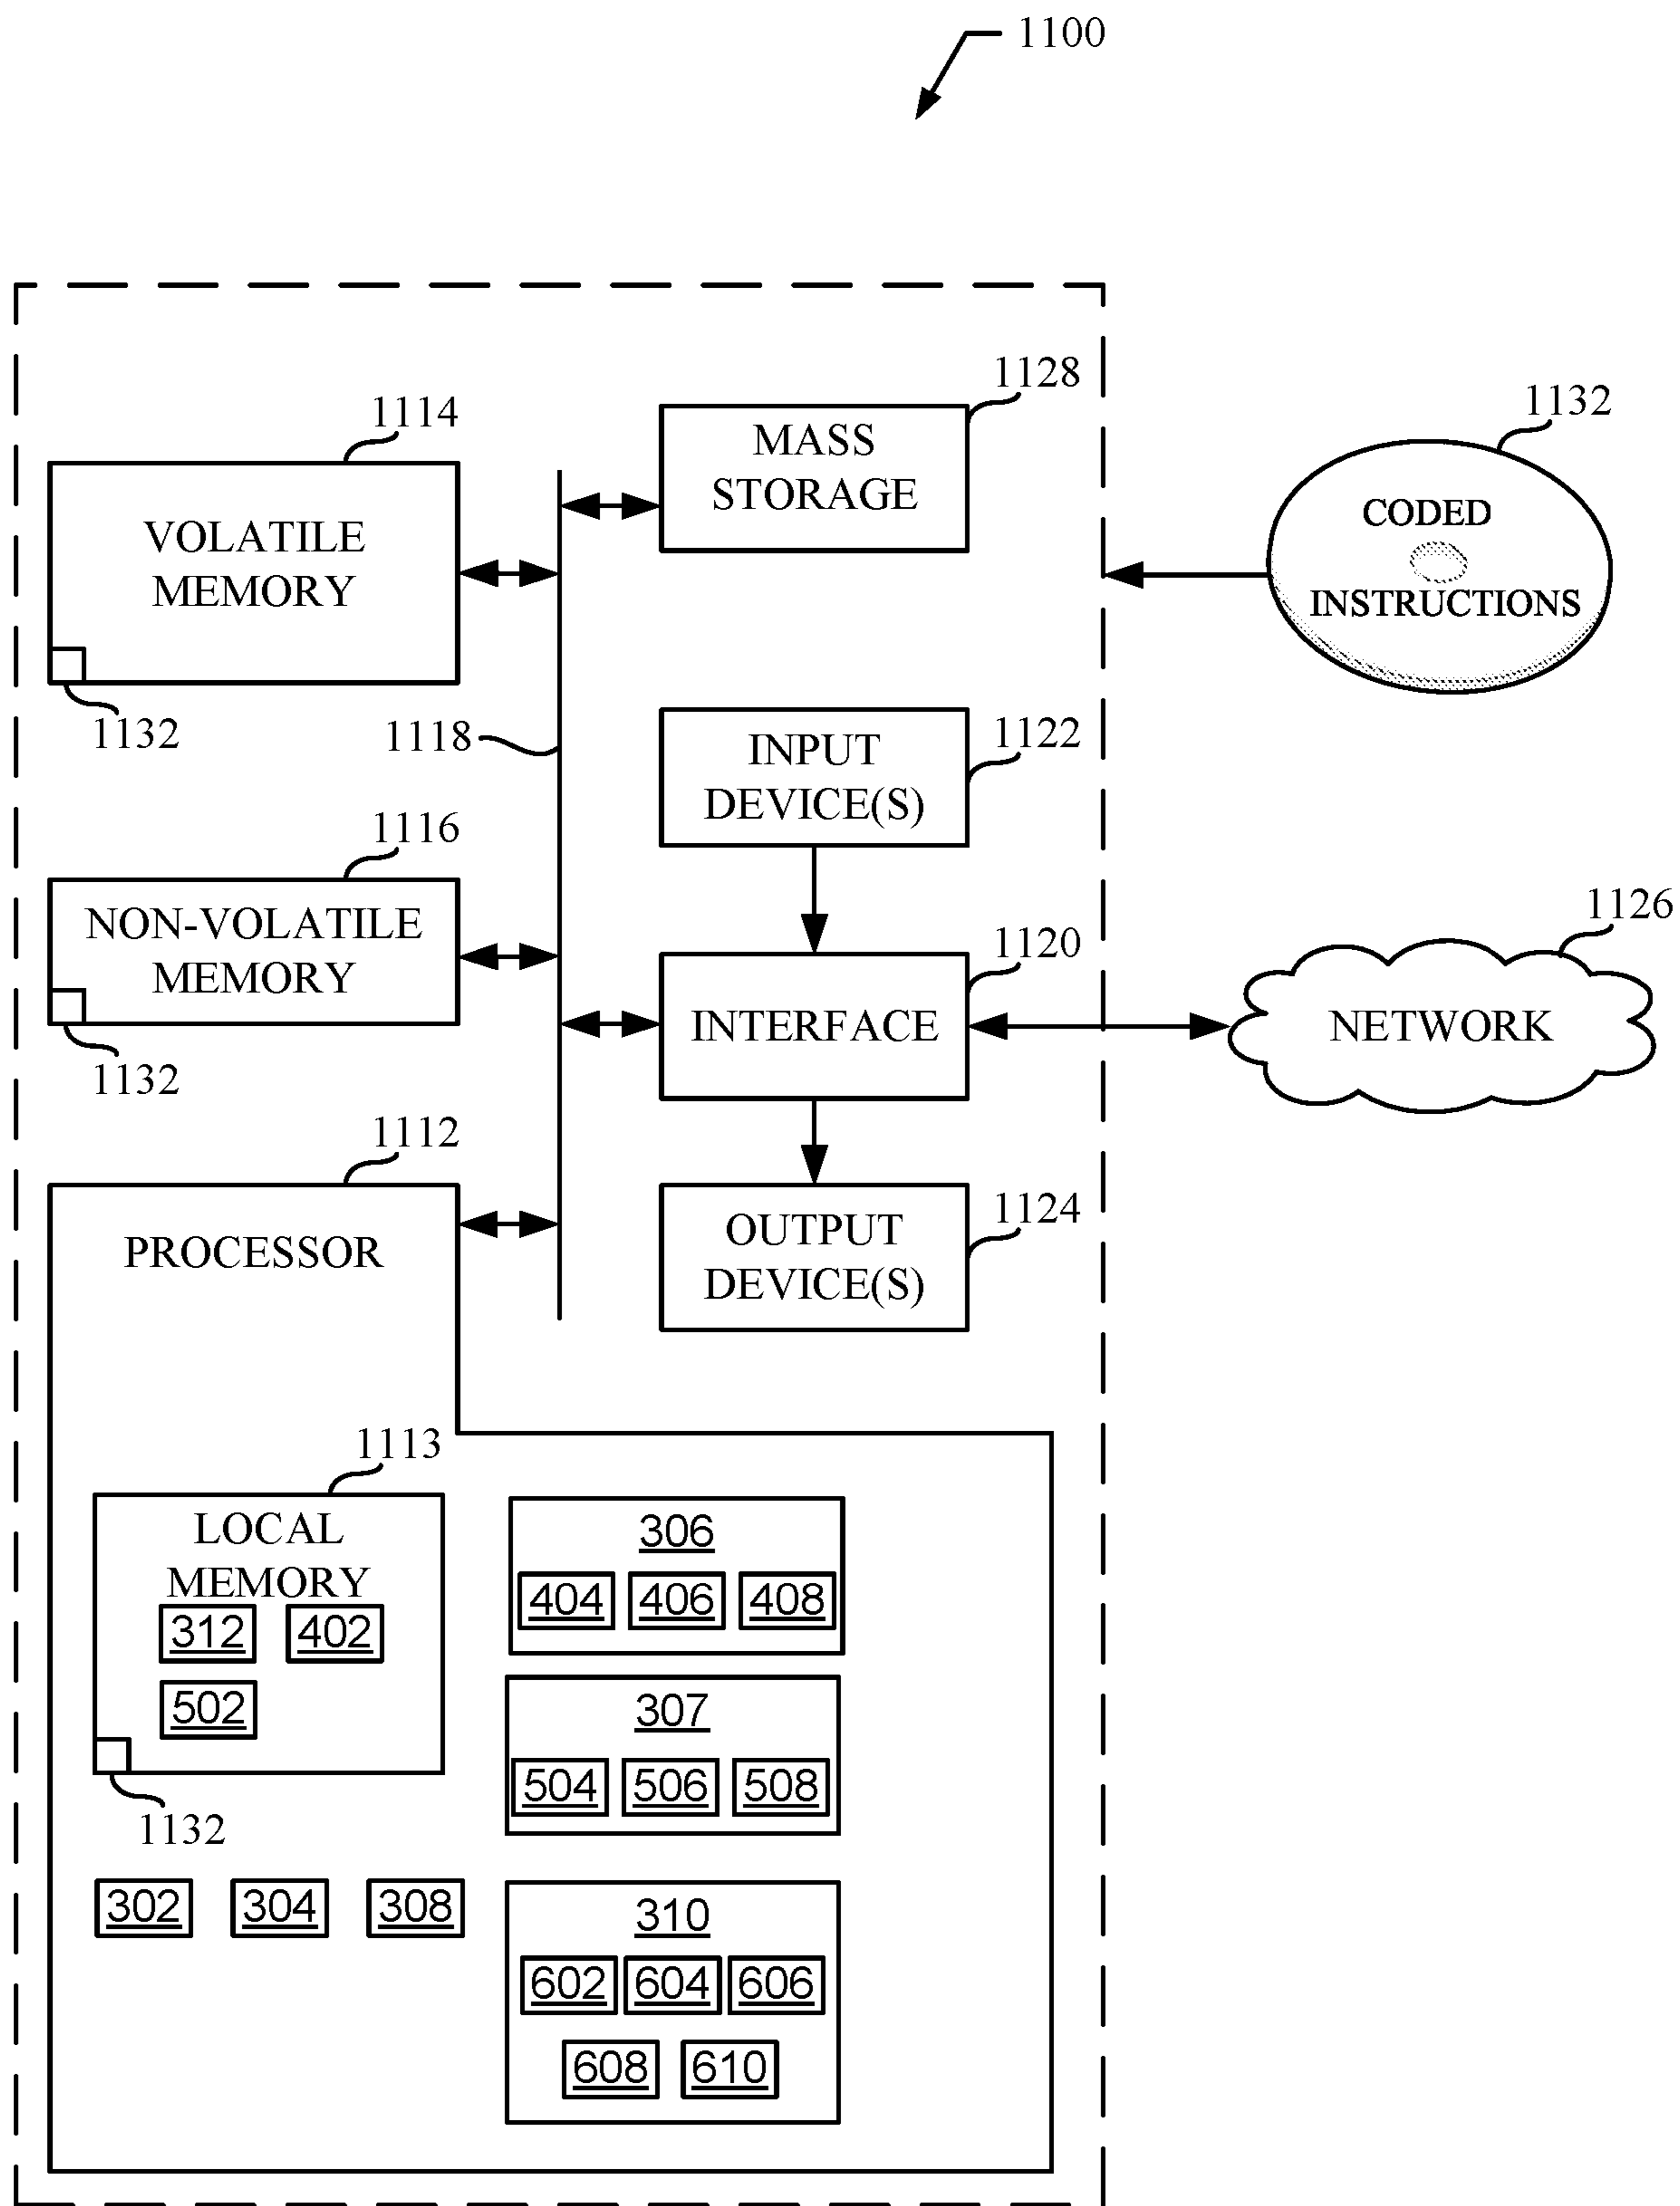 1100
1128
MASS
STORAGE
1114
VOLATILE
MEMORY
1132
1132
CODED
INSTRUCTIONS
1118
1122
INPUT
DEVICE(S)
1116
NON-VOLATILE
MEMORY
1132
1120
INTERFACE
1126
NETWORK
1112
PROCESSOR
1124
OUTPUT
DEVICE(S)
1113
LOCAL
MEMORY
312 402
502
1132
306
404 406 408
307
504 506 508
302 304 308
310
602 604 606
608 610